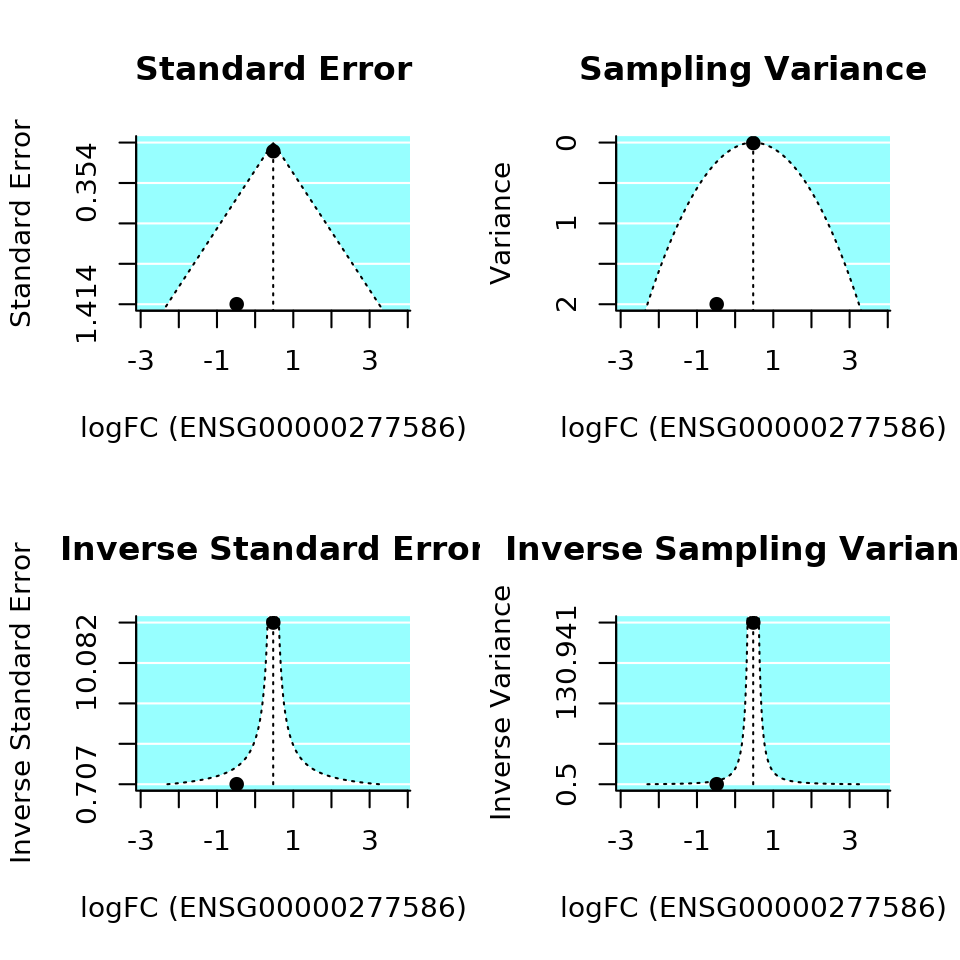 Standard Error
Standard Error
0.354
1.414
-3 -1 1 3
logFC (ENSG00000277586)
Sampling Variance
Variance
0
1
2
-3 -1 1 3
logFC (ENSG00000277586)
Inverse Standard Error
Inverse Standard Error
10.082
0.707
-3 -1 1 3
logFC (ENSG00000277586)
Inverse Sampling Varian
Inverse Variance
130.941
0.5
-3 -1 1 3
logFC (ENSG00000277586)